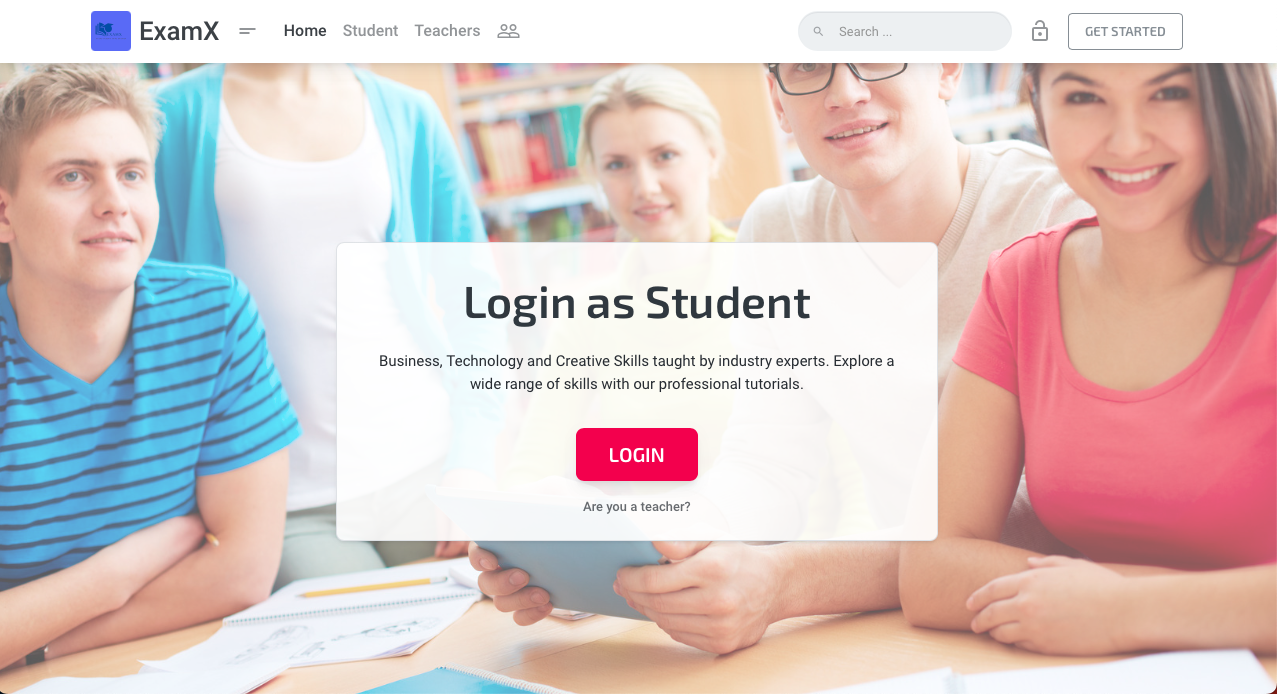 ExamX
Home Student Teachers
Search ...
GET STARTED
Login as Student
Business, Technology and Creative Skills taught by industry experts. Explore a
wide range of skills with our professional tutorials.
LOGIN
Are you a teacher?